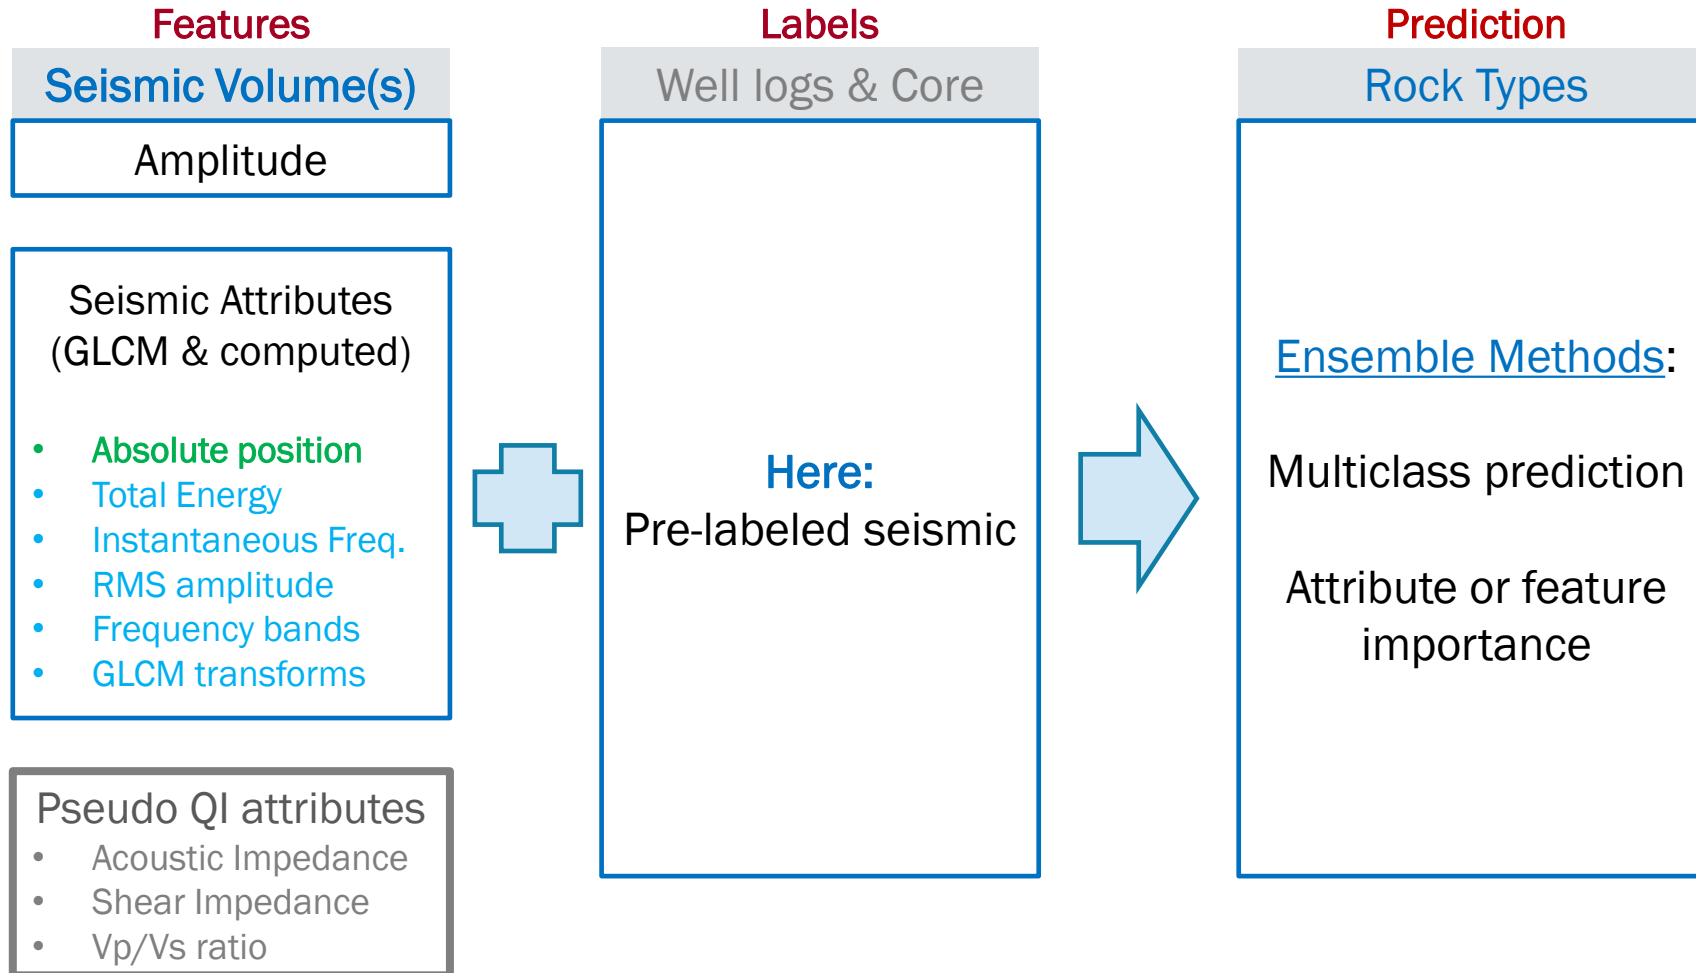 Features
Seismic Volume(s)
Amplitude
Seismic Attributes
(GLCM & computed)
• Absolute position
• Total Energy
• Instantaneous Freq.
• RMS amplitude
• Frequency bands
• GLCM transforms
Pseudo QI attributes
• Acoustic Impedance
• Shear Impedance
• Vp/Vs ratio
Labels
Well logs & Core
Here:
Pre-labeled seismic
Prediction
Rock Types
Ensemble Methods:
Multiclass prediction
Attribute or feature
importance